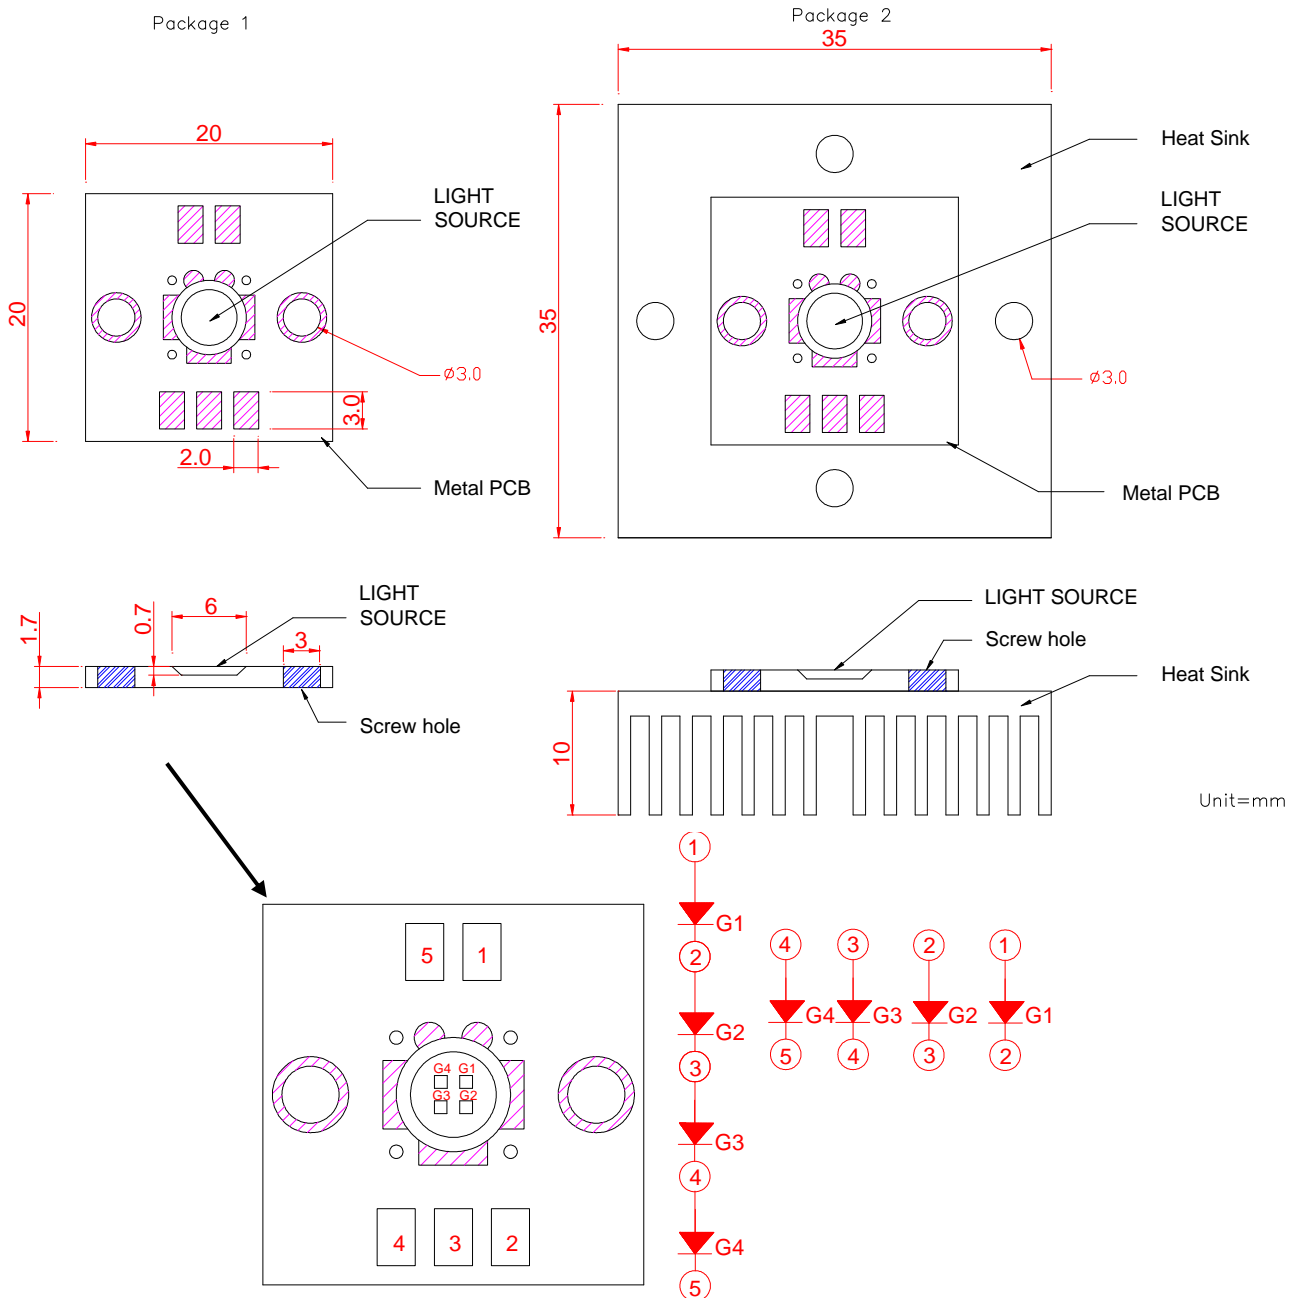 Package 1
Package 2
35
20
LIGHT
SOURCE
Heat Sink
LIGHT
SOURCE
20
35
ø3.0
3.0
ø3.0
2.0
Metal PCB
Metal PCB
LIGHT
SOURCE
6
0.7
1.7
3
Screw hole
LIGHT SOURCE
Screw hole
Heat Sink
10
Unit=mm
1
G1
2
G2
3
G3
4
G4
5
4
3
2
1
G4
G3
G2
G1
5
4
3
2
5
1
G4
G1
G3
G2
4
3
2